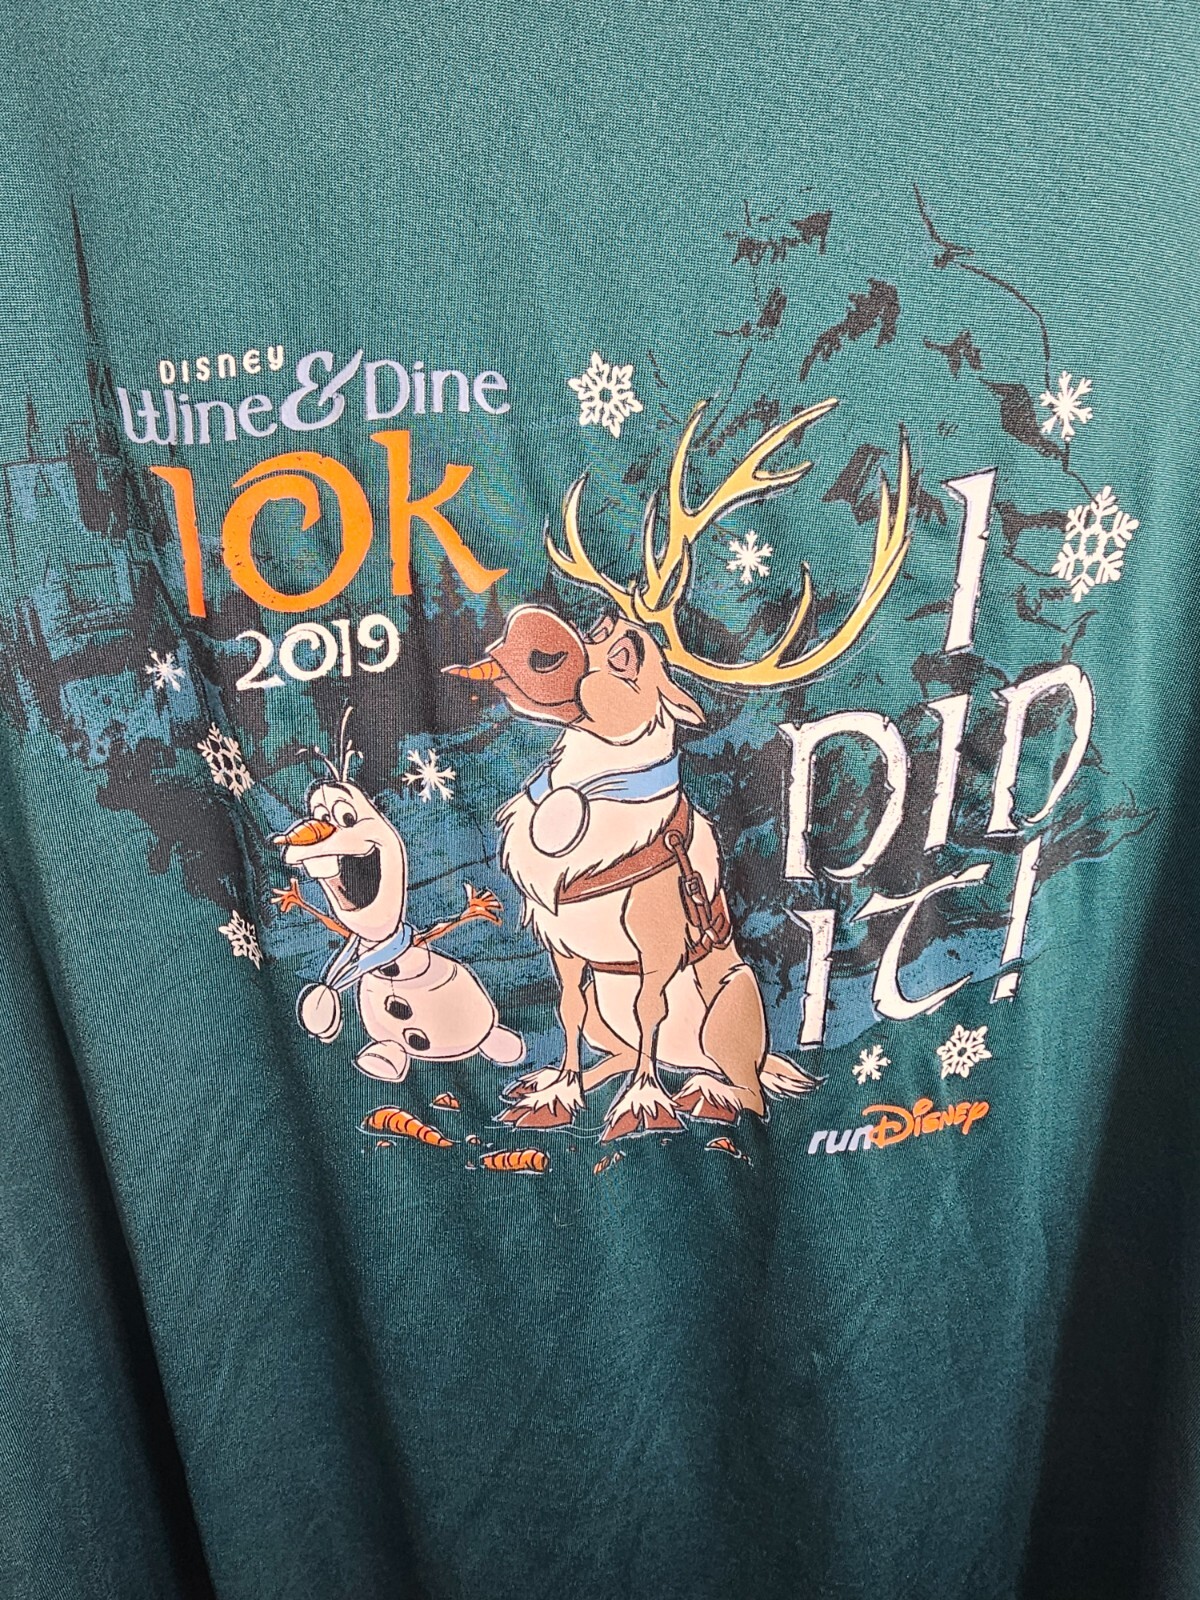 DISNEY
Wine & Dine
10K
2019
I
DID
IT!
runDisney